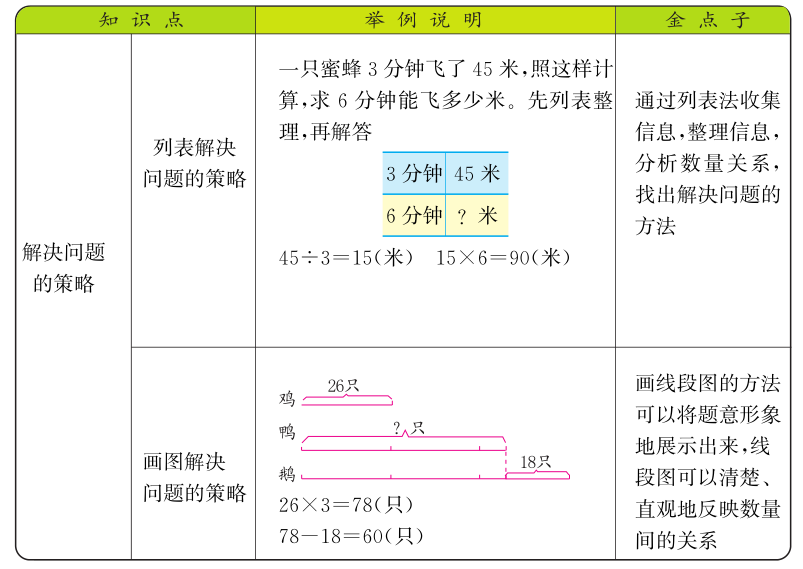 知识点 举例说明 金点子
解决问题
的策略
列表解决
问题的策略
一只蜜蜂 3 分钟飞了 45 米,照这样计
算,求 6 分钟能飞多少米。先列表整
理,再解答
3 分钟 45 米
6 分钟 ? 米
45÷3=15(米) 15×6=90(米)
通过列表法收集
信息,整理信息,
分析数量关系,
找出解决问题的
方法
画图解决
问题的策略
26只
鸡
? 只
鸭
18只
鹅
26×3=78(只)
78-18=60(只)
画线段图的方法
可以将题意形象
地展示出来,线
段图可以清楚、
直观地反映数量
间的关系